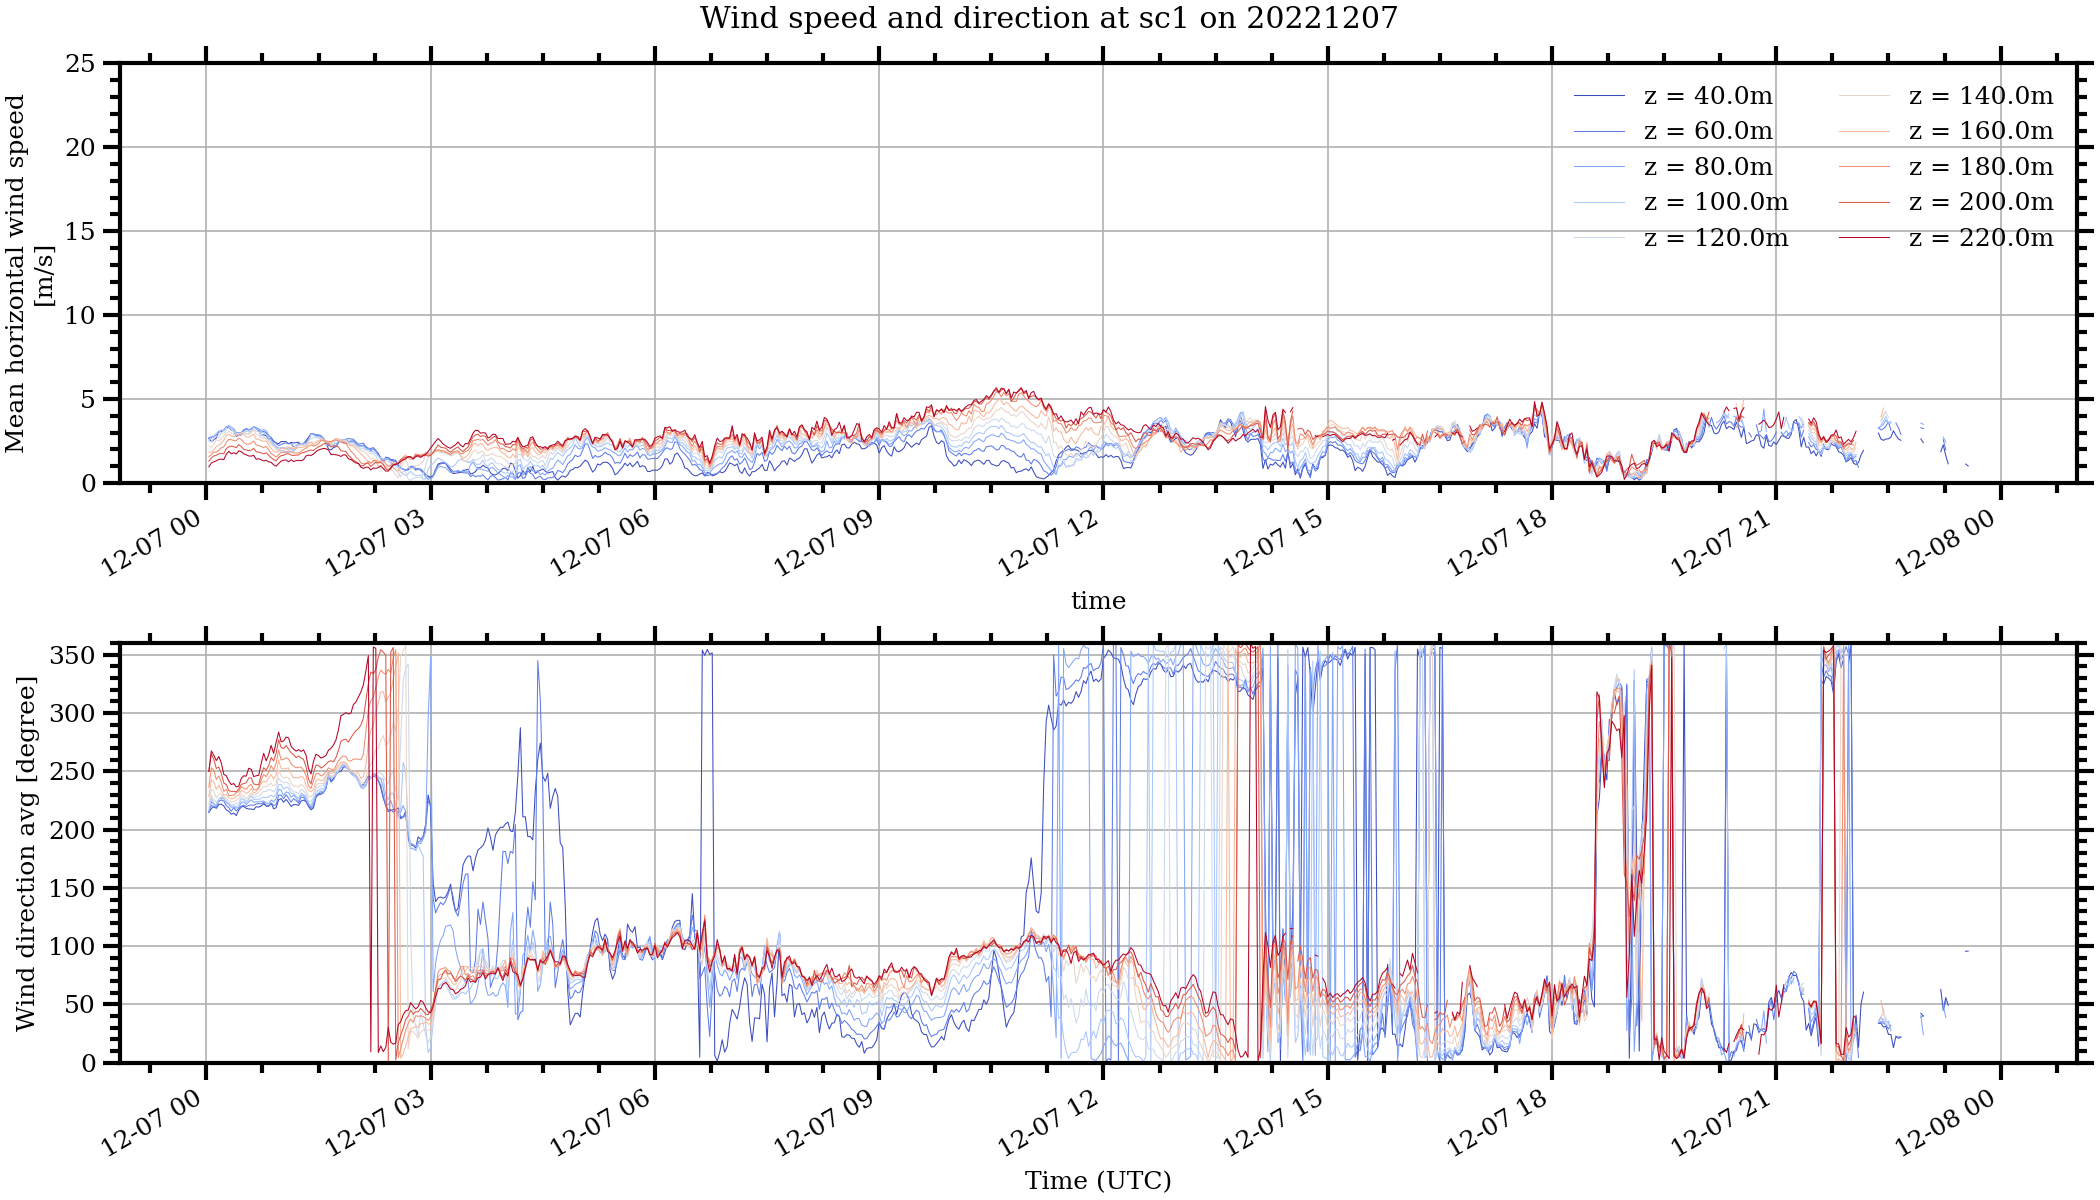 Wind speed and direction at sc1 on 20221207
Mean horizontal wind speed
[m/s]
25
20
15
10
5
0
z = 40.0m
z = 60.0m
z = 80.0m
z = 100.0m
z = 120.0m
z = 140.0m
z = 160.0m
z = 180.0m
z = 200.0m
z = 220.0m
12-07 00
12-07 03
12-07 06
12-07 09
12-07 12
12-07 15
12-07 18
12-07 21
12-08 00
time
Wind direction avg [degree]
350
300
250
200
150
100
50
0
12-07 00
12-07 03
12-07 06
12-07 09
12-07 12
12-07 15
12-07 18
12-07 21
12-08 00
Time (UTC)